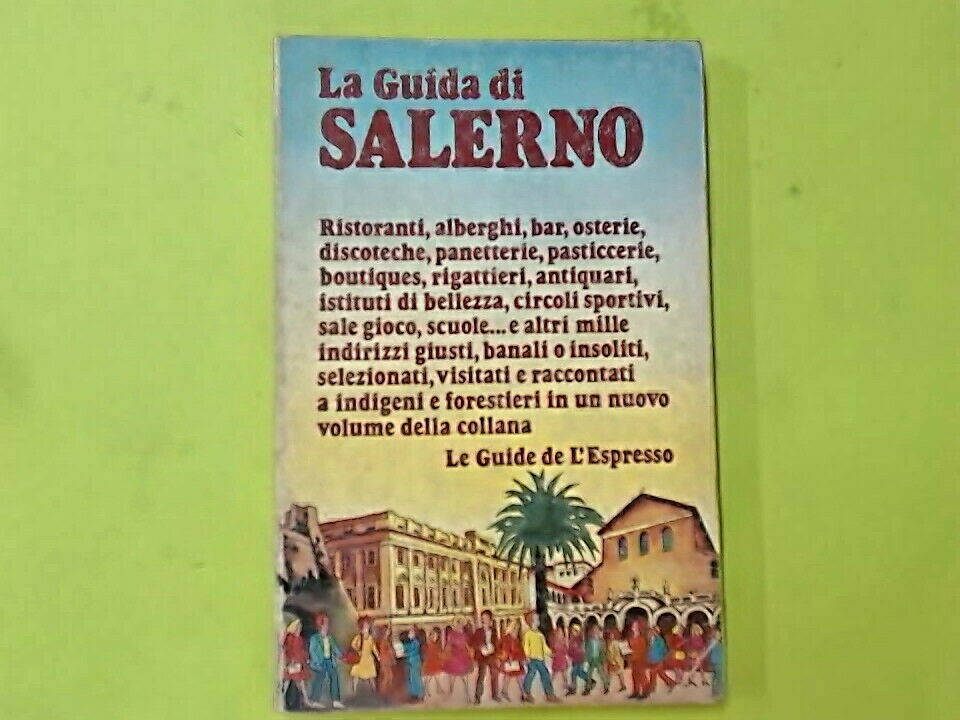 La Guida di
SALERNO
Ristoranti, alberghi, bar, osterie,
discoteche, panetterie, pasticcerie,
boutiques, rigattieri, antiquari,
istituti di bellezza, circoli sportivi,
sale gioco, scuole... e altri mille
indirizzi giusti, banali o insoliti,
selezionati, visitati e raccontati
a indigeni e forestieri in un nuovo
volume della collana
Le Guide de L'Espresso